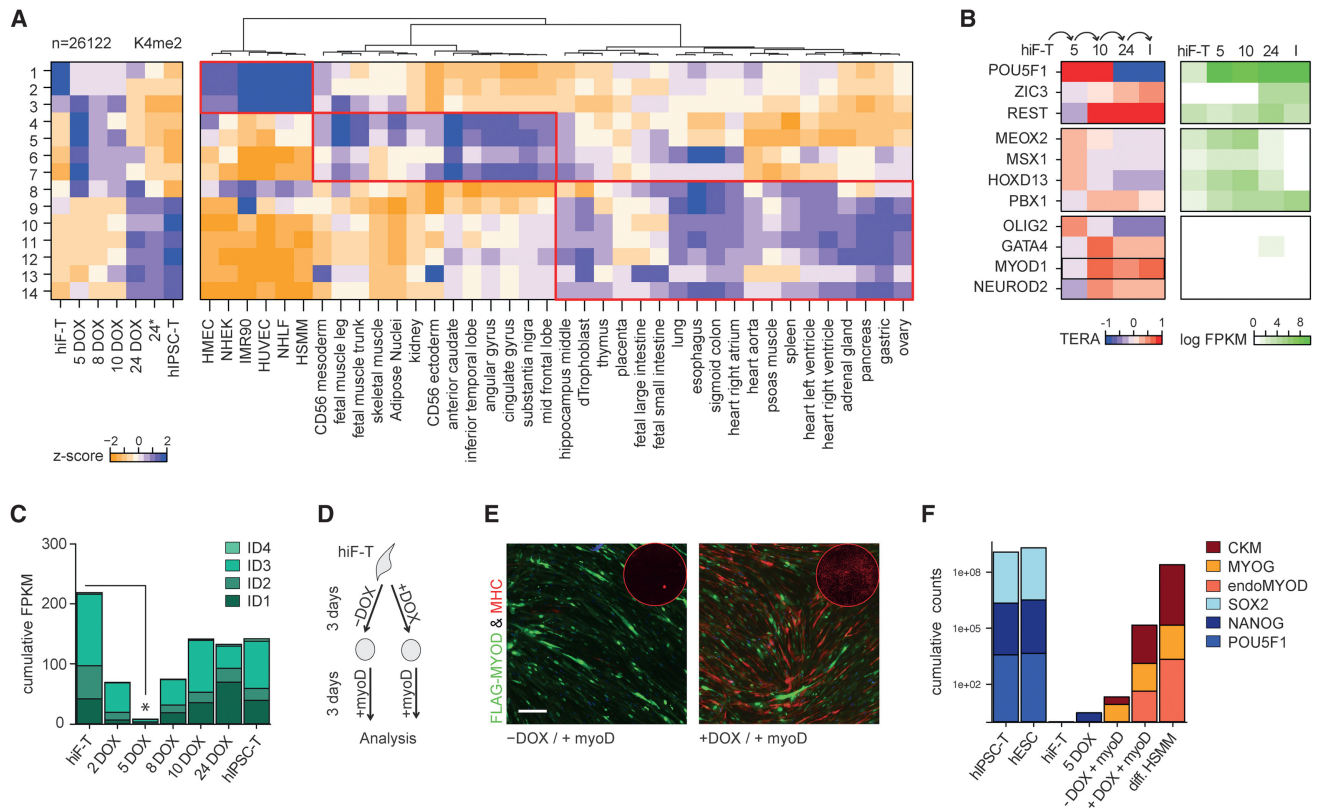 A
n=26122
K4me2
1
2
3
4
5
6
7
8
9
10
11
12
13
14
hiF-T
5 DOX
8 DOX
10 DOX
24 DOX
24*
hIPSC-T
HMEC
NHEK
IMR90
HUVEC
NHLF
HSMM
CD56 mesoderm
fetal muscle leg
fetal muscle trunk
skeletal muscle
Adipose Nuclei
kidney
CD56 ectoderm
anterior caudate
inferior temporal lobe
angular gyrus
cingulate gyrus
substantia nigra
mid frontal lobe
hippocampus middle
dTrophoblast
thymus
placenta
fetal large intestine
fetal small intestine
lung
esophagus
sigmoid colon
heart right atrium
heart aorta
psoas muscle
spleen
heart left ventricle
heart right ventricle
adrenal gland
pancreas
gastric
ovary
z-score
−2 0 2
B
hiF-T 5 10 24 I
hiF-T 5 10 24 I
POU5F1
ZIC3
REST
MEOX2
MSX1
HOXD13
PBX1
OLIG2
GATA4
MYOD1
NEUROD2
TERA
-1 0 1
log FPKM
0 4 8
C
cumulative FPKM
300
200
100
0
*
ID4
ID3
ID2
ID1
hiF-T
2 DOX
5 DOX
8 DOX
10 DOX
24 DOX
hIPSC-T
D
hiF-T
3 days
−DOX
+DOX
3 days
+myoD
+myoD
Analysis
E
FLAG-MYOD & MHC
−DOX / + myoD
+DOX / + myoD
F
cumulative counts
1e+08
1e+05
1e+02
hIPSC-T
hESC
hiF-T
5 DOX
- DOX + myoD
+ DOX + myoD
diff. HSMM
CKM
MYOG
endoMYOD
SOX2
NANOG
POU5F1